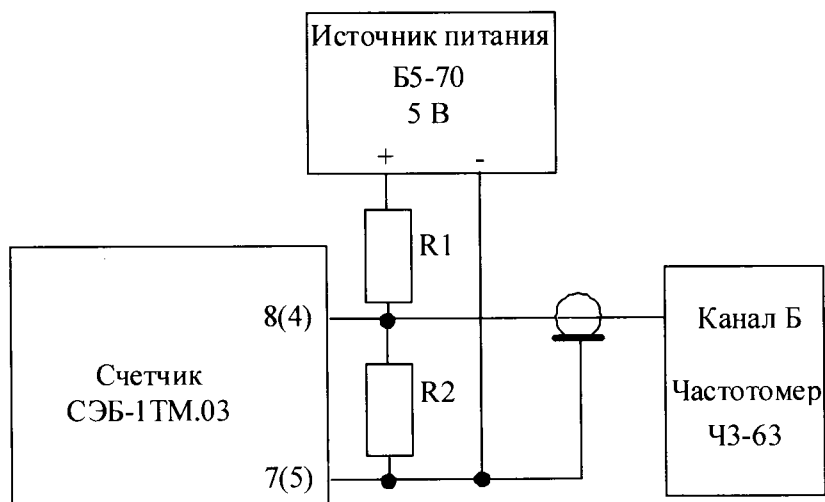 Источник питания
Б5-70
5 В
+ -
R1
8(4)
Канал Б
Счетчик
СЭБ-1ТМ.03
R2
Частотомер
Ч3-63
7(5)